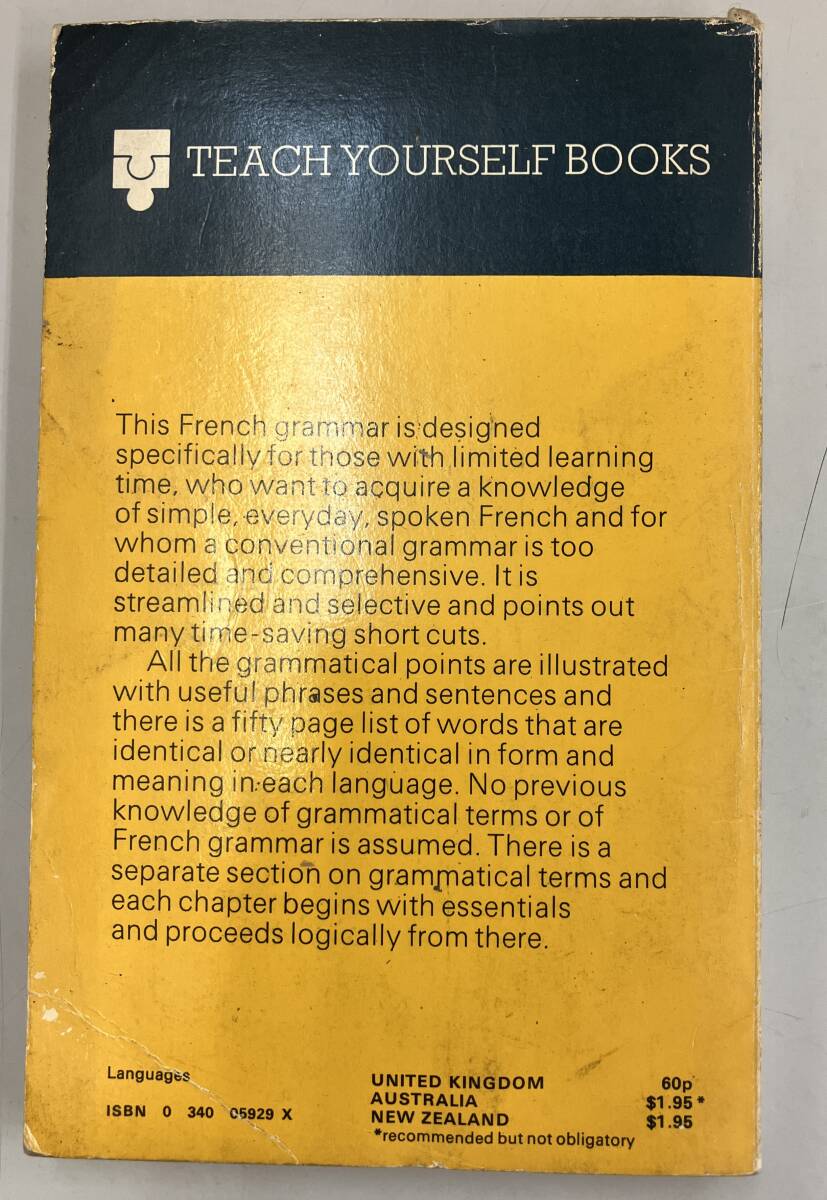 TEACH YOURSELF BOOKS
This French grammar is designed
specifically for those with limited learning
time, who want to acquire a knowledge
of simple, everyday, spoken French and for
whom a conventional grammar is too
detailed and comprehensive. It is
streamlined and selective and points out
many time-saving short cuts.
All the grammatical points are illustrated
with useful phrases and sentences and
there is a fifty page list of words that are
identical or nearly identical in form and
meaning in each language. No previous
knowledge of grammatical terms or of
French grammar is assumed. There is a
separate section on grammatical terms and
each chapter begins with essentials
and proceeds logically from there.
Languages
ISBN 0 340 05929 X
UNITED KINGDOM 60p
AUSTRALIA $1.95*
NEW ZEALAND $1.95
*recommended but not obligatory